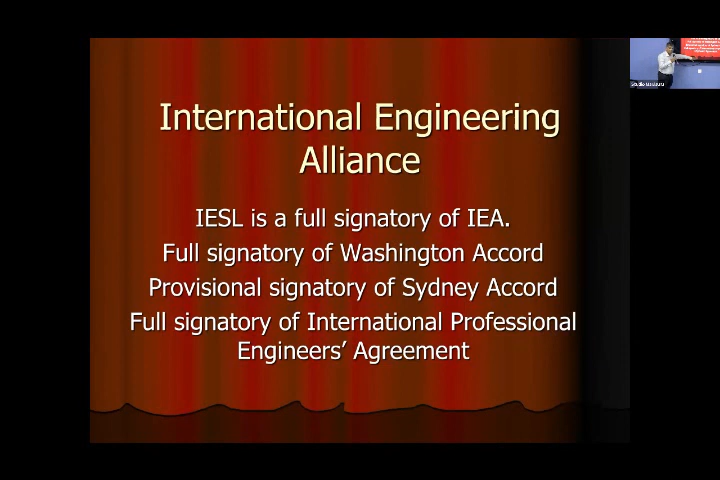 International Engineering
Alliance
IESL is a full signatory of IEA.
Full signatory of Washington Accord
Provisional signatory of Sydney Accord
Full signatory of International Professional
Engineers’ Agreement